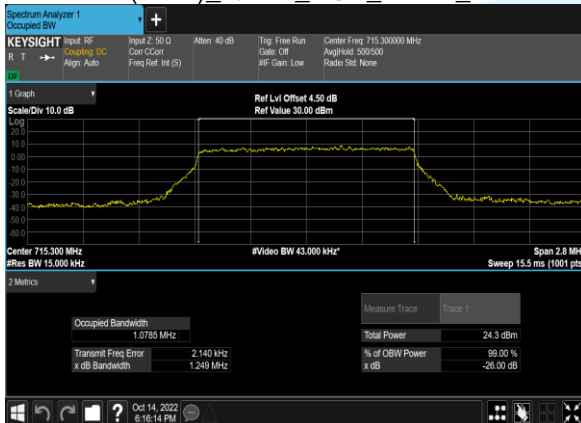 Spectrum Analyzer 1
Occupied BW
KEYSIGHT Input: RF Input Z: 50 Ω Atten: 40 dB Trig: Free Run Center Freq: 715.300000 MHz
R T Coupling: DC Corr CCorr Gate: Off Avg|Hold: 500/500
Align: Auto Freq Ref: Int (S) #IF Gain: Low Radio Std: None
1 Graph
Scale/Div 10.0 dB Ref Lvl Offset 4.50 dB
Ref Value 30.00 dBm
Log
20.0
10.0
0.00
-10.0
-20.0
-30.0
-40.0
-50.0
-60.0
Center 715.300 MHz #Video BW 43.000 kHz* Span 2.8 MH
#Res BW 15.000 kHz Sweep 15.5 ms (1001 pts
2 Metrics
Measure Trace Trace 1
Occupied Bandwidth
1.0785 MHz Total Power 24.3 dBm
Transmit Freq Error 2.140 kHz % of OBW Power 99.00 %
x dB Bandwidth 1.249 MHz x dB -26.00 dB
? Oct 14, 2022
6:16:14 PM